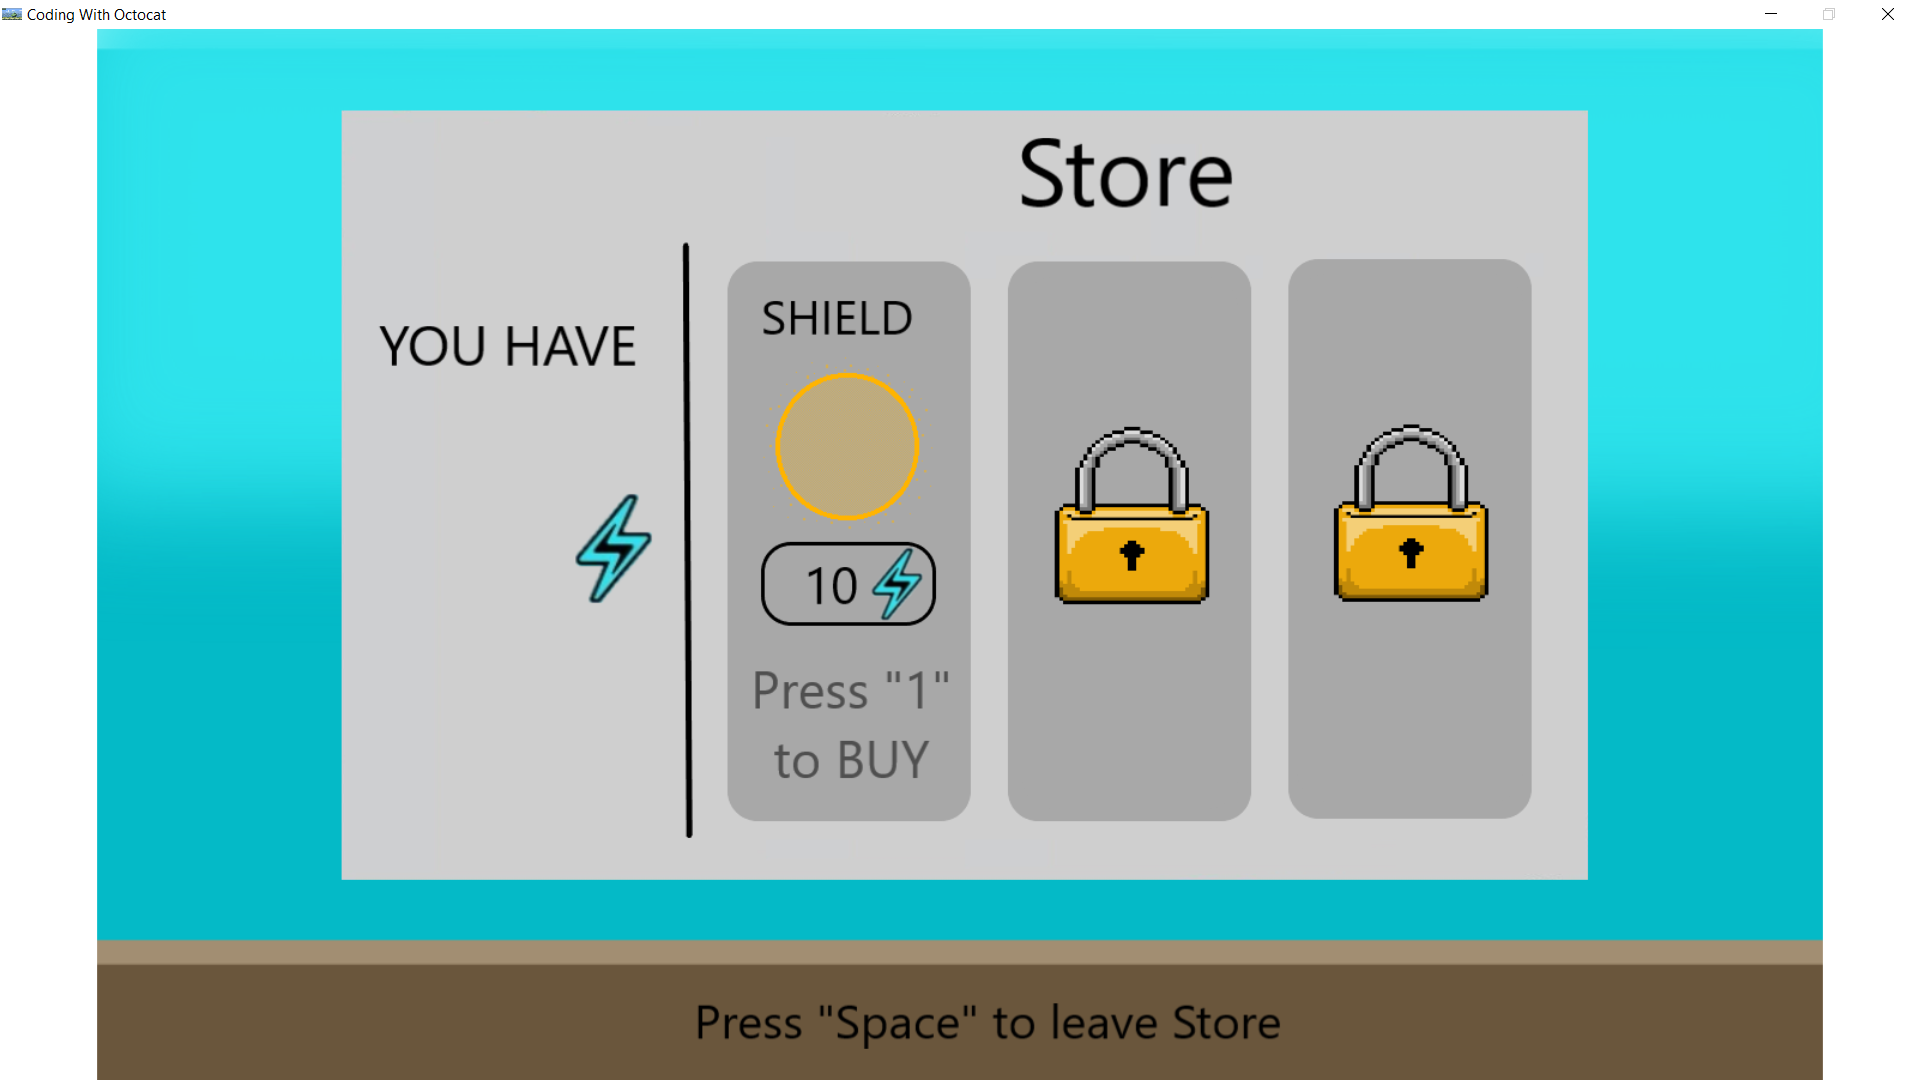 Coding With Octocat
Store
YOU HAVE
SHIELD
10
Press "1"
to BUY
Press "Space" to leave Store